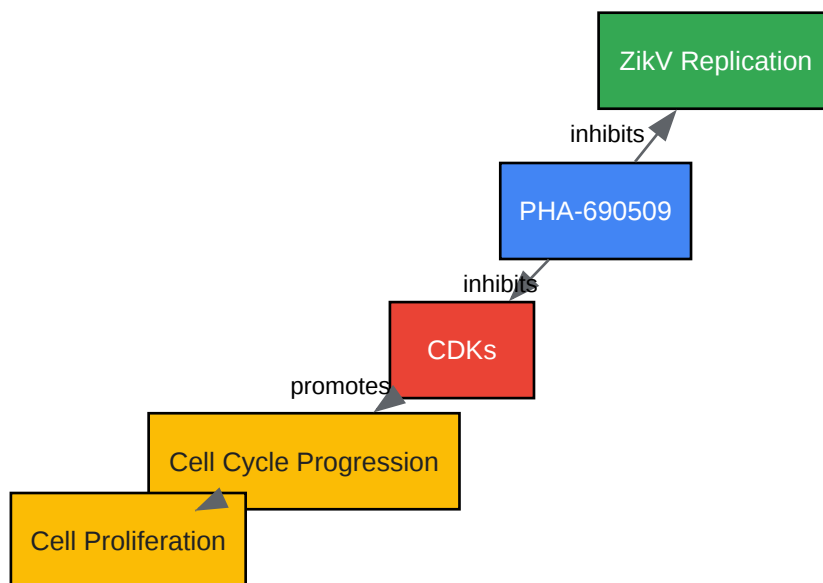 ZikV Replication
inhibits
PHA-690509
inhibits
CDKs
promotes
Cell Cycle Progression
Cell Proliferation